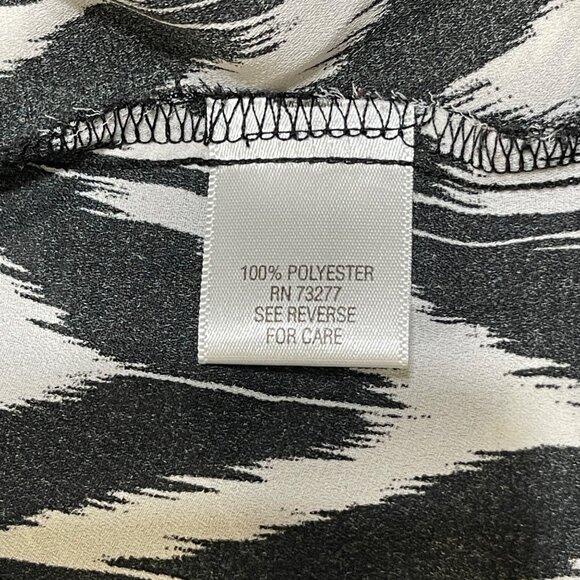 100% POLYESTER
RN 73277
SEE REVERSE
FOR CARE